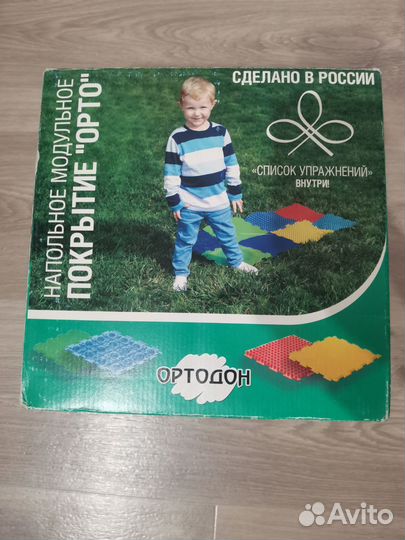 СДЕЛАНО В РОССИИ
«СПИСОК УПРАЖНЕНИЙ»
ВНУТРИ!
НАПОЛЬНОЕ МОДУЛЬНОЕ
ПОКРЫТИЕ "ОРТО"
ОРТОДОН
Avito